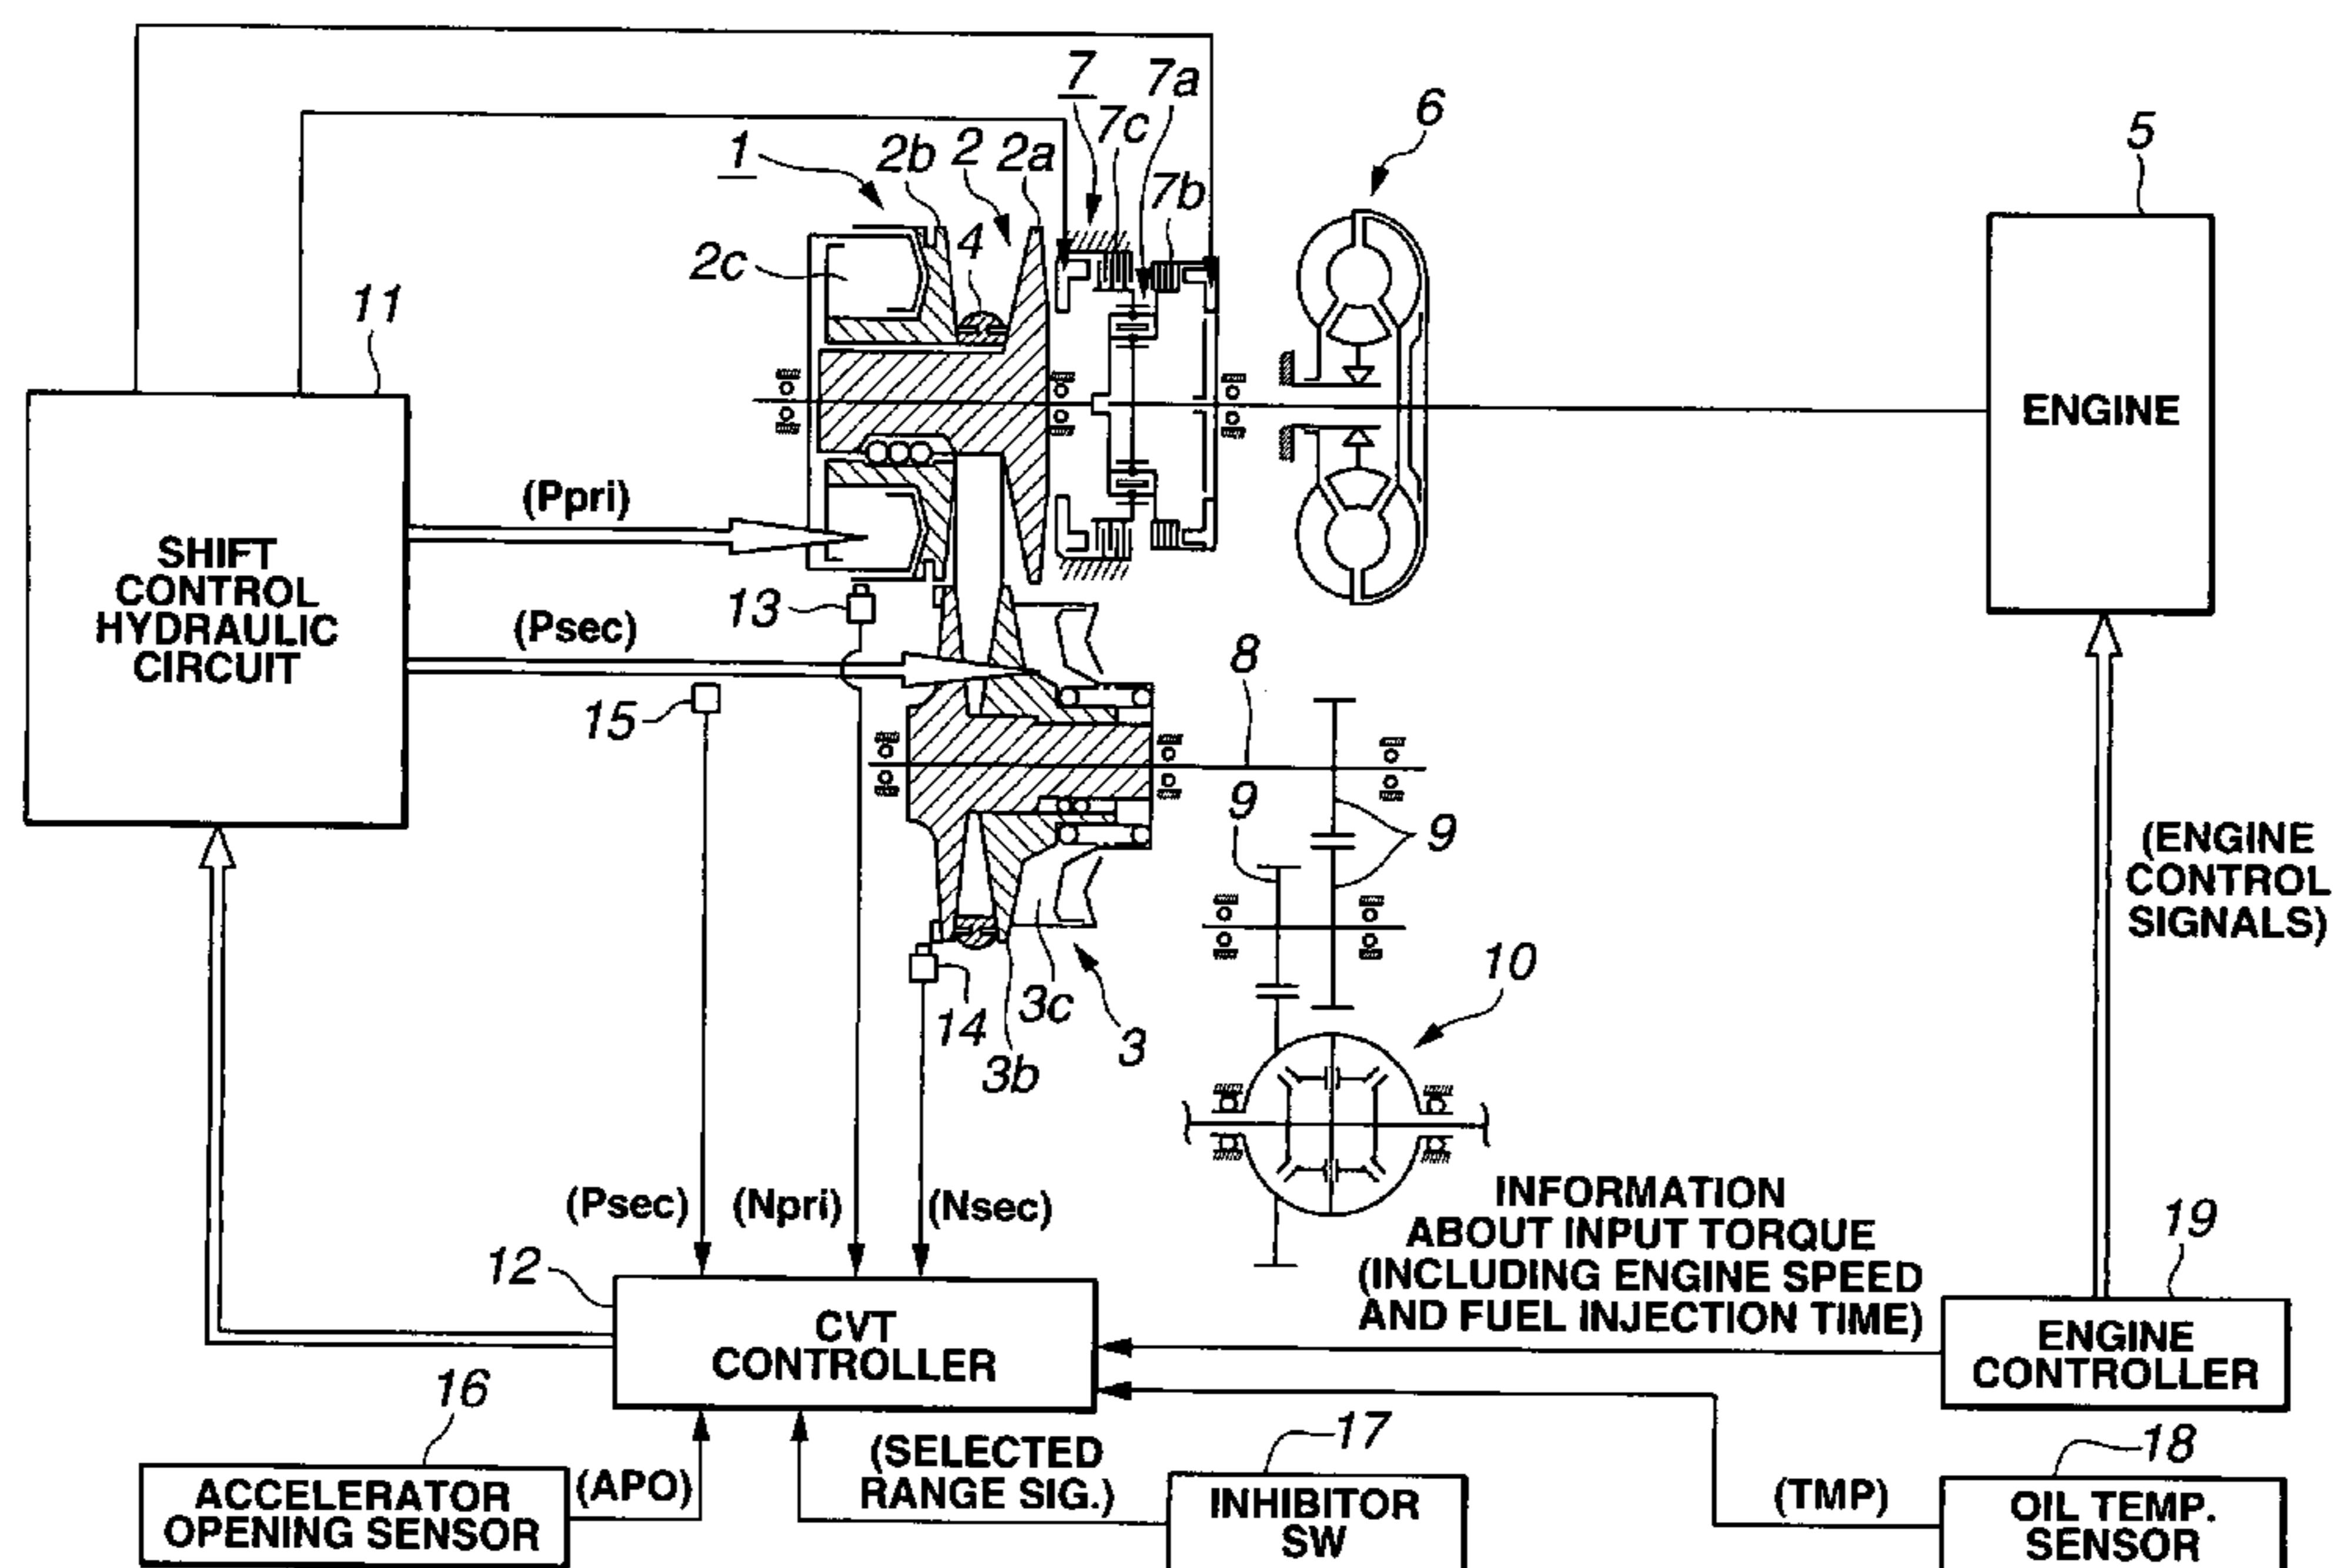 7
7a
7c
6
5
1
2b
2
2a
7b
4
2c
11
ENGINE
(Ppri)
SHIFT
CONTROL
HYDRAULIC
CIRCUIT
13
(Psec)
8
15
9
9
(ENGINE
CONTROL
SIGNALS)
10
14
3c
3
3b
(Psec)
(Npri)
(Nsec)
INFORMATION
ABOUT INPUT TORQUE
(INCLUDING ENGINE SPEED
AND FUEL INJECTION TIME)
19
12
CVT
CONTROLLER
ENGINE
CONTROLLER
16
17
18
(SELECTED
RANGE SIG.)
ACCELERATOR
OPENING SENSOR
(APO)
INHIBITOR
SW
(TMP)
OIL TEMP.
SENSOR